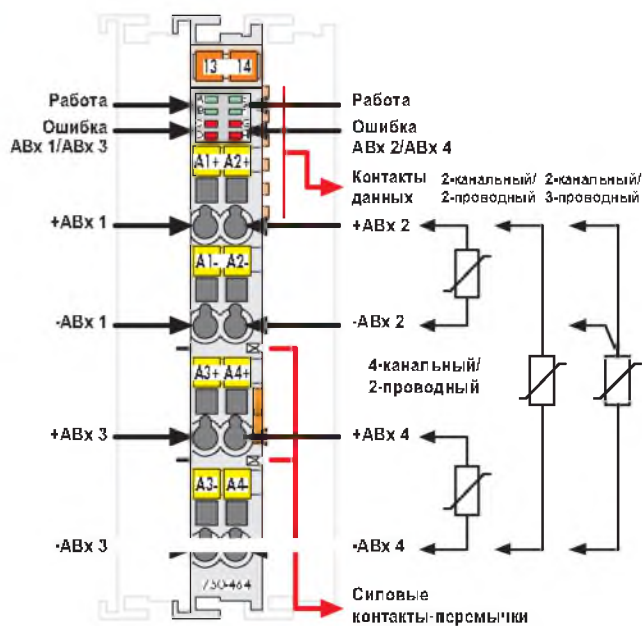 13 14
Работа
Работа
Ошибка
АВх 1/АВх 3
Ошибка
АВх 2/АВх 4
A1+ A2+
Контакты
данных
2-канальный/
2-проводный
2-канальный/
3-проводный
+АВх 1
+АВх 2
A1- A2-
-АВх 1
-АВх 2
A3+ A4+
4-канальный/
2-проводный
+АВх 3
+АВх 4
A3- A4-
-АВх 3
-АВх 4
750-464
Силовые
контакты-перемычки